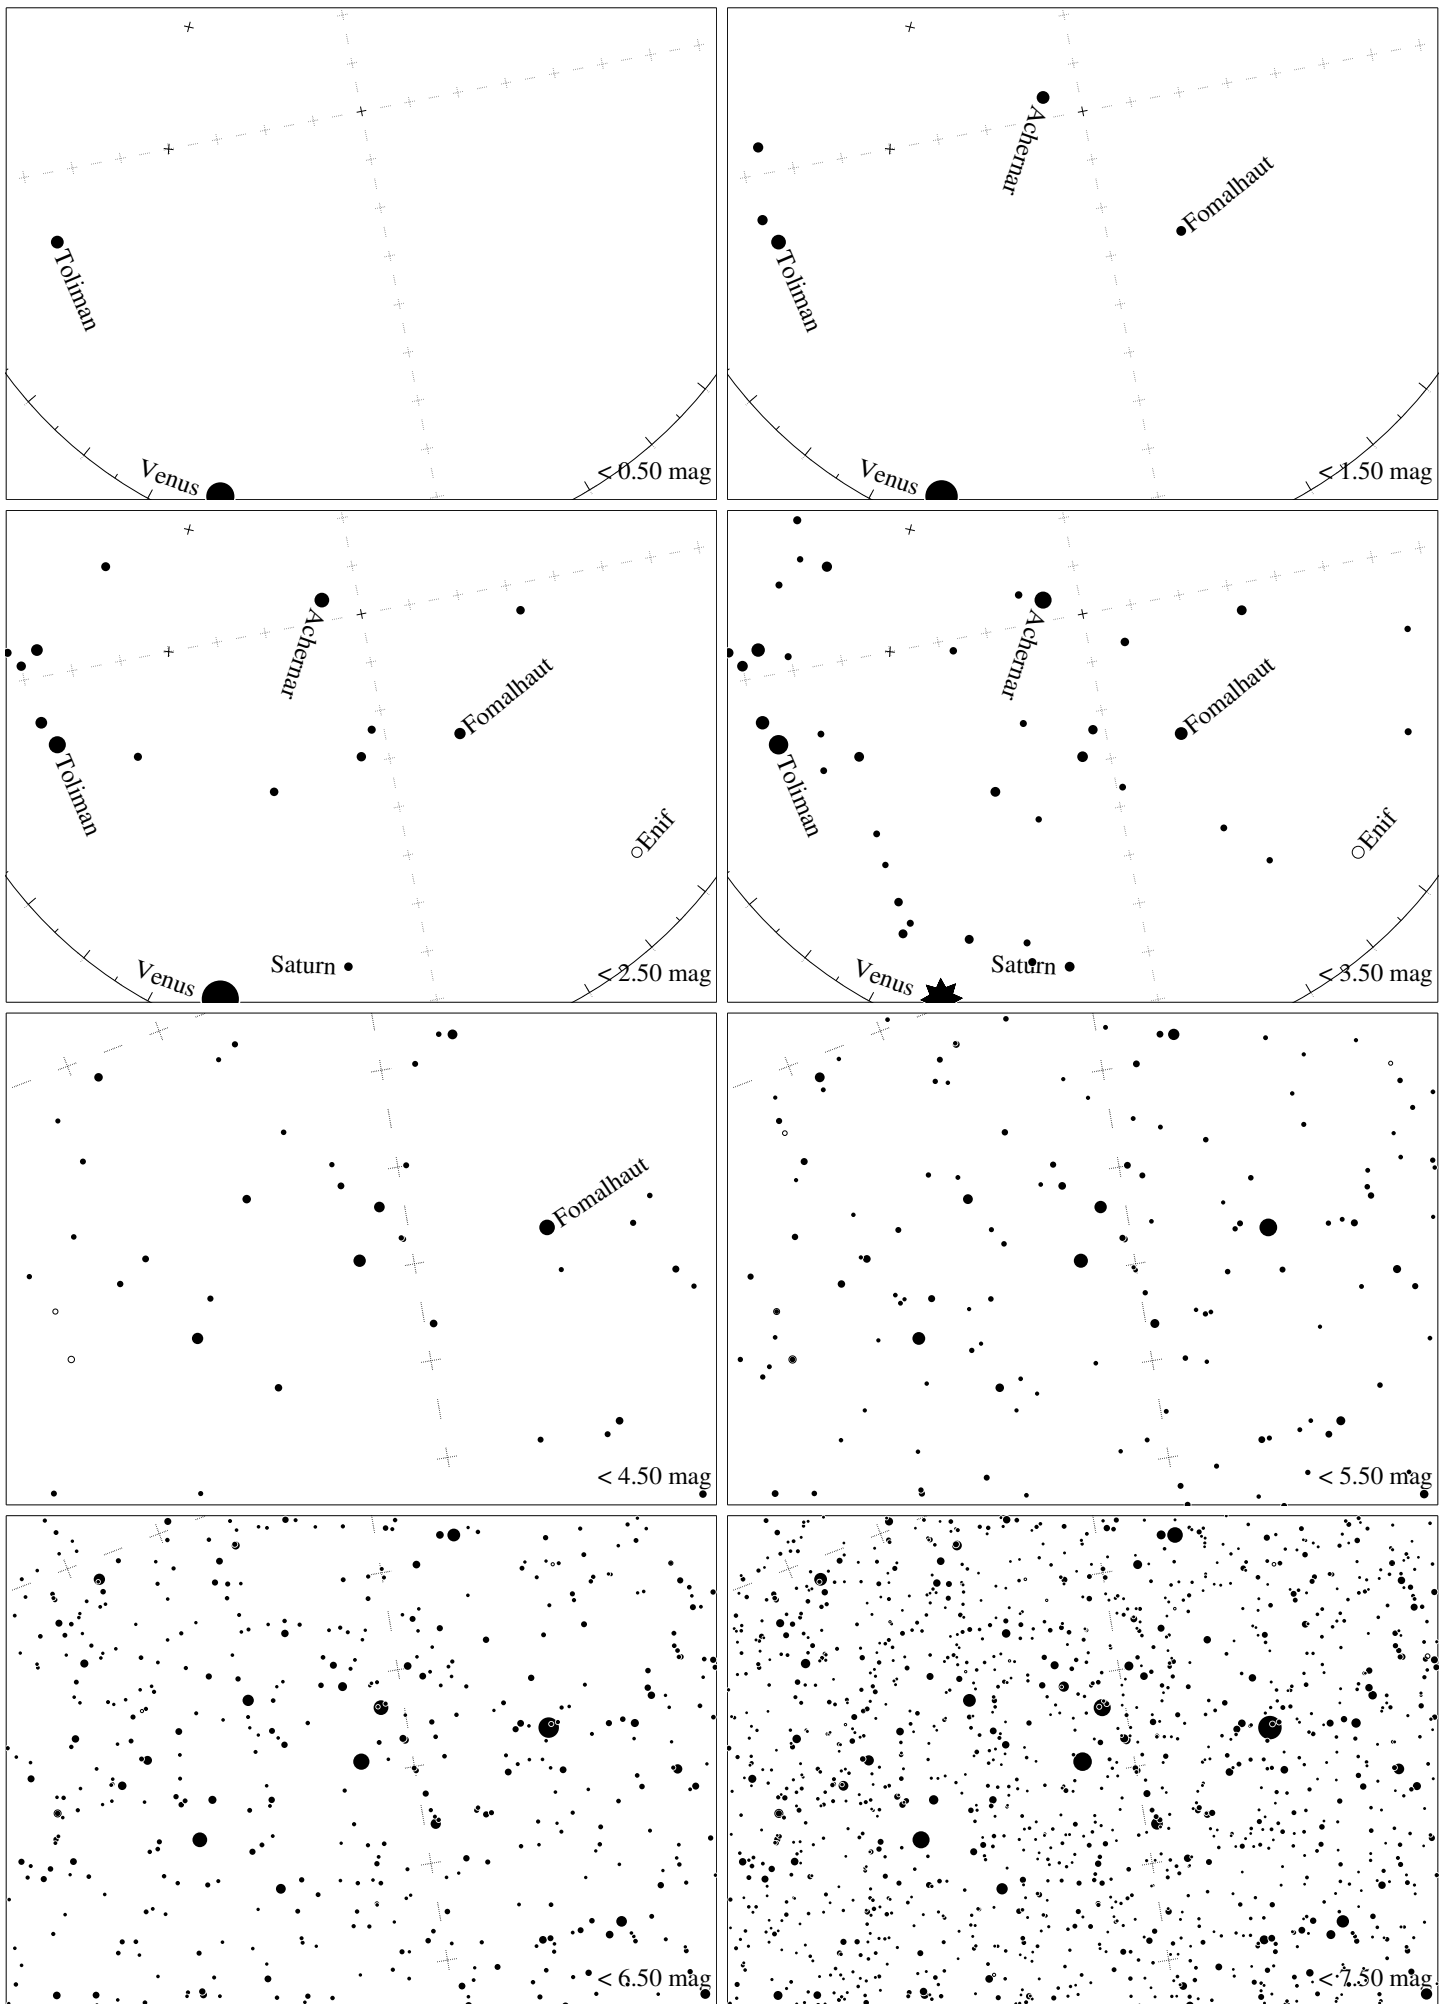 Toliman
Venus
< 0.50 mag
Achernar
Fomalhaut
Toliman
Venus
< 1.50 mag
Achernar
Fomalhaut
Toliman
Enif
Venus
Saturn
< 2.50 mag
Achernar
Fomalhaut
Toliman
Enif
Venus
Saturn
< 3.50 mag
Fomalhaut
< 4.50 mag
< 5.50 mag
< 6.50 mag
< 7.50 mag